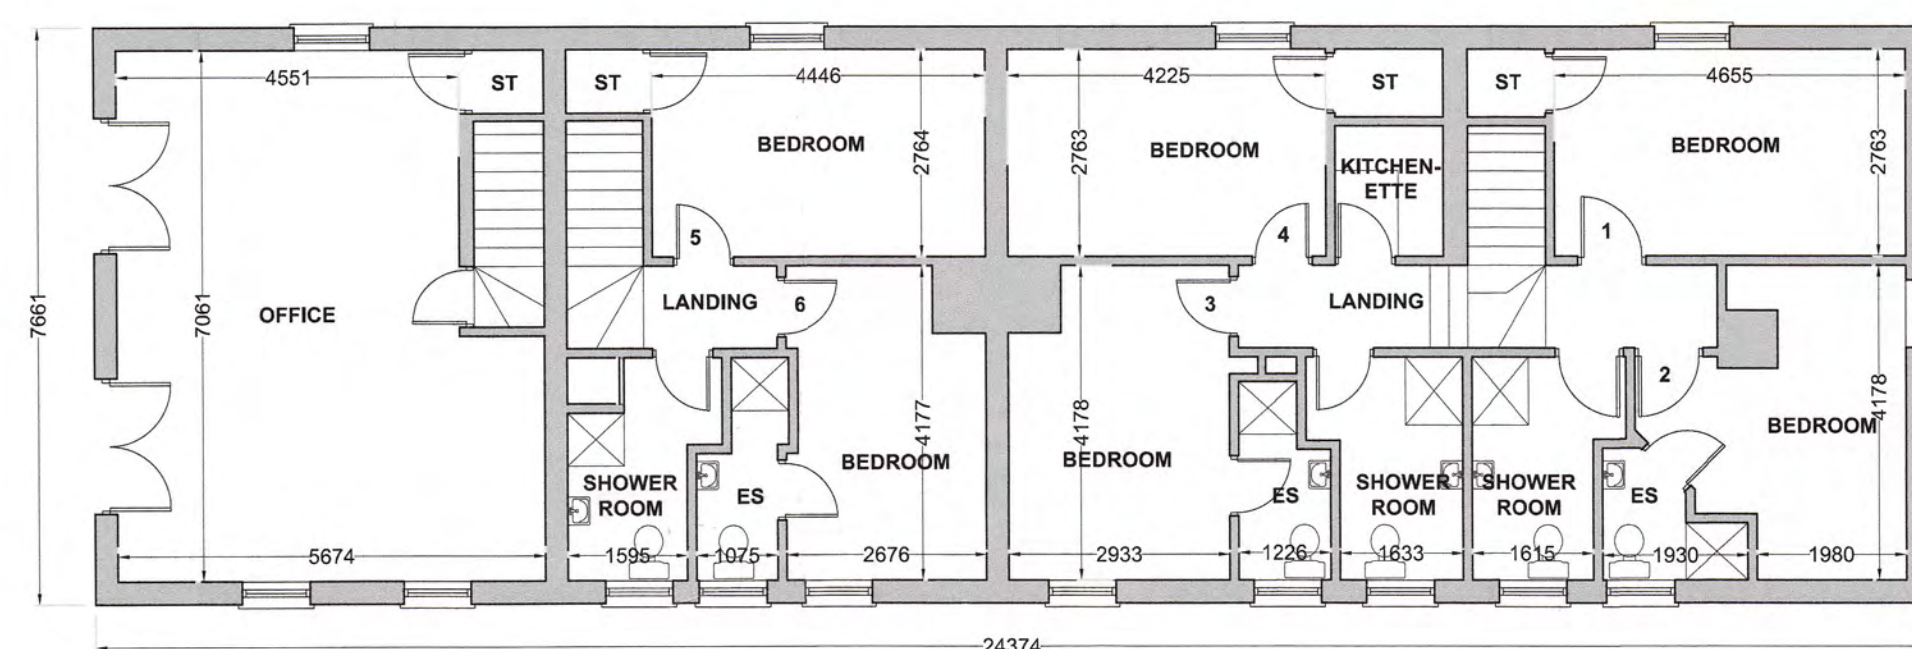 4551
ST
ST
4446
4225
ST
ST
4655
BEDROOM
2764
2763
BEDROOM
KITCHEN-
ETTE
BEDROOM
2763
5
4
1
7661
OFFICE
7061
LANDING
6
3
LANDING
2
4177
4178
4178
BEDROOM
BEDROOM
BEDROOM
SHOWER
ROOM
ES
ES
SHOWER
ROOM
SHOWER
ROOM
ES
5674
1595
1075
2676
2933
1226
1633
1615
1930
1980
24374